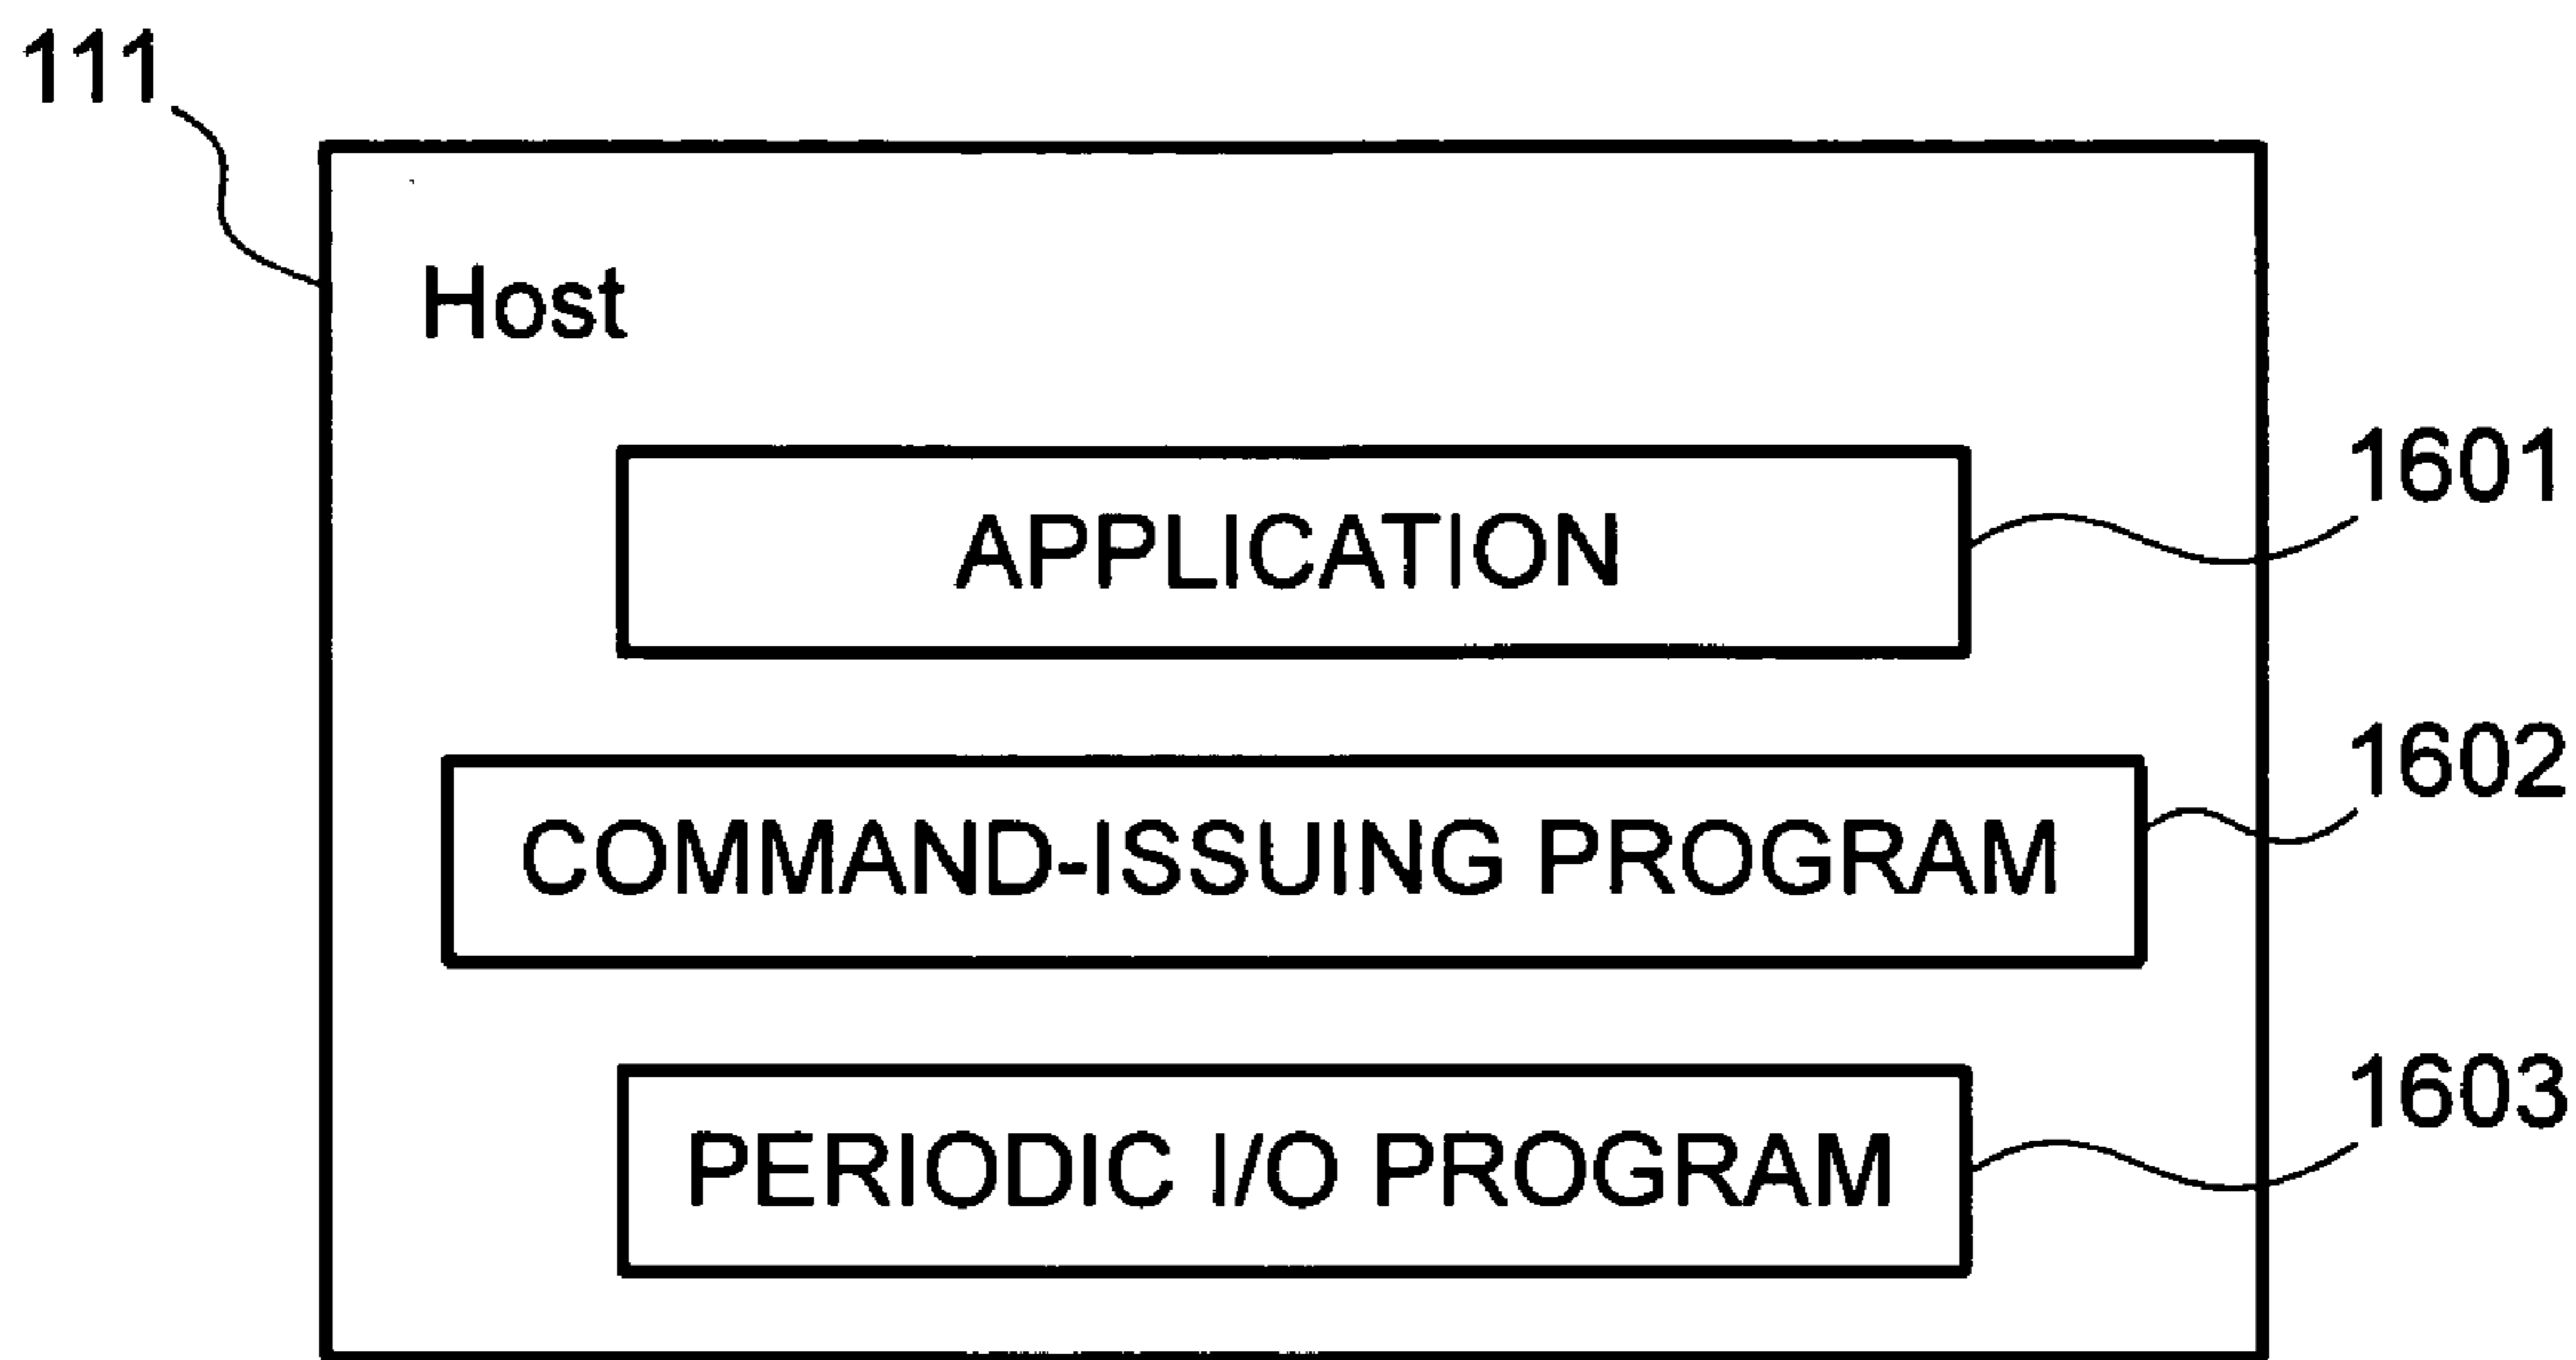 111
Host
APPLICATION
1601
COMMAND-ISSUING PROGRAM
1602
PERIODIC I/O PROGRAM
1603